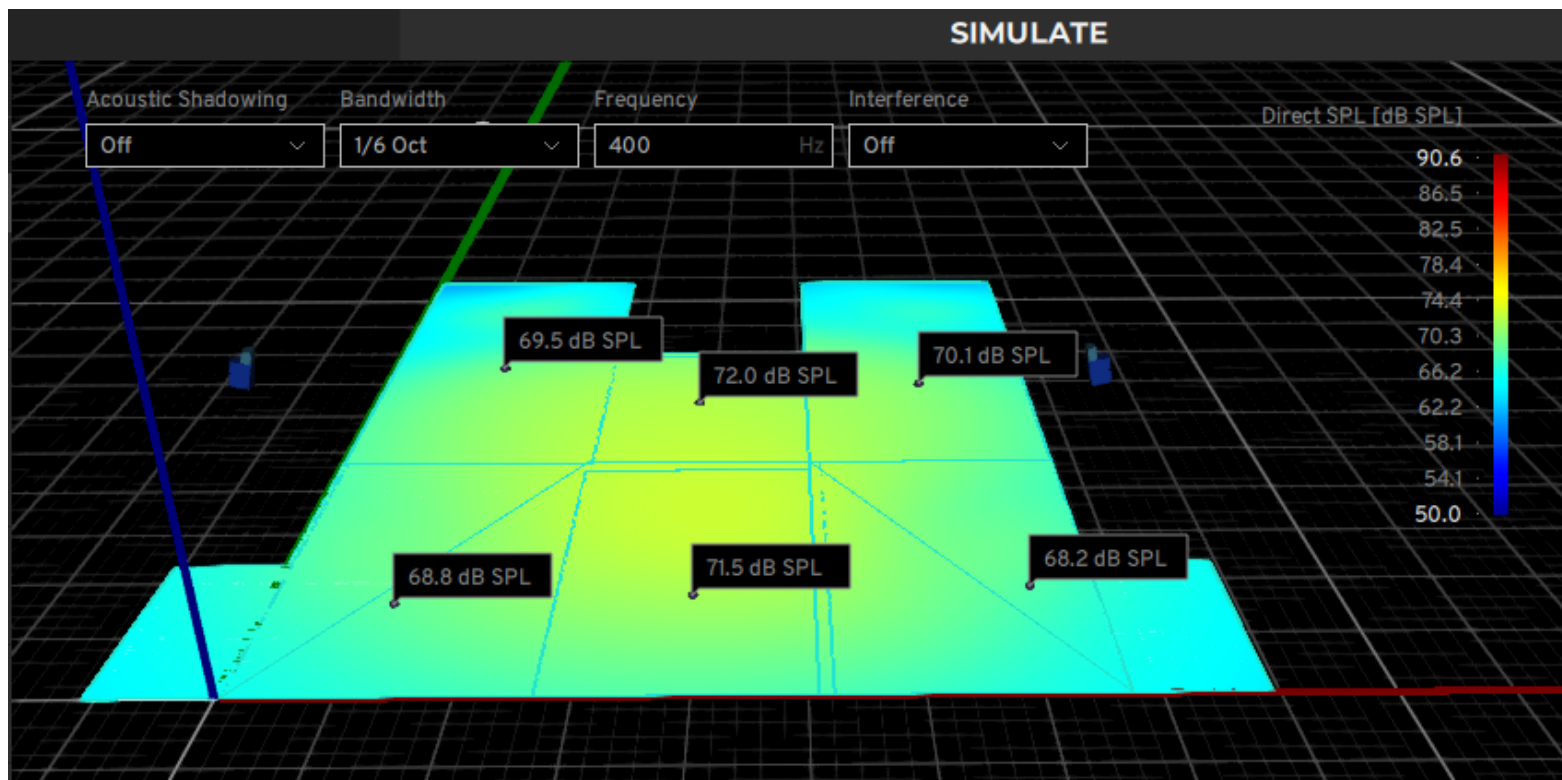 SIMULATE
Acoustic Shadowing
Bandwidth
Frequency
Interference
Off
1/6 Oct
400 Hz
Off
Direct SPL [dB SPL]
90.6
86.5
82.5
78.4
74.4
70.3
66.2
62.2
58.1
54.1
50.0
69.5 dB SPL
72.0 dB SPL
70.1 dB SPL
68.8 dB SPL
71.5 dB SPL
68.2 dB SPL